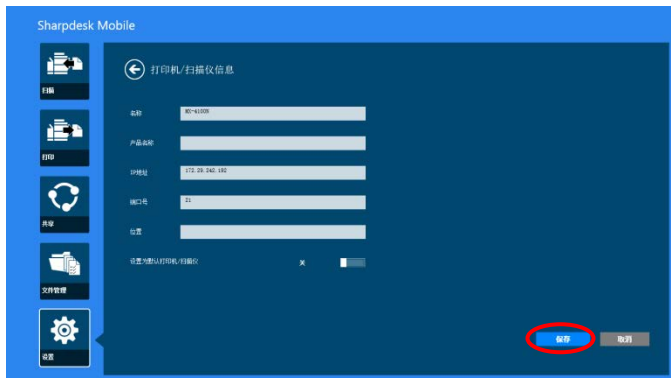 Sharpdesk Mobile
扫描
打印
共享
文件管理
设置
打印机/扫描仪信息
名称 MX-4100N
产品名称
IP地址 172.29.242.192
端口号 21
位置
设置为默认打印机/扫描仪 关
保存 取消